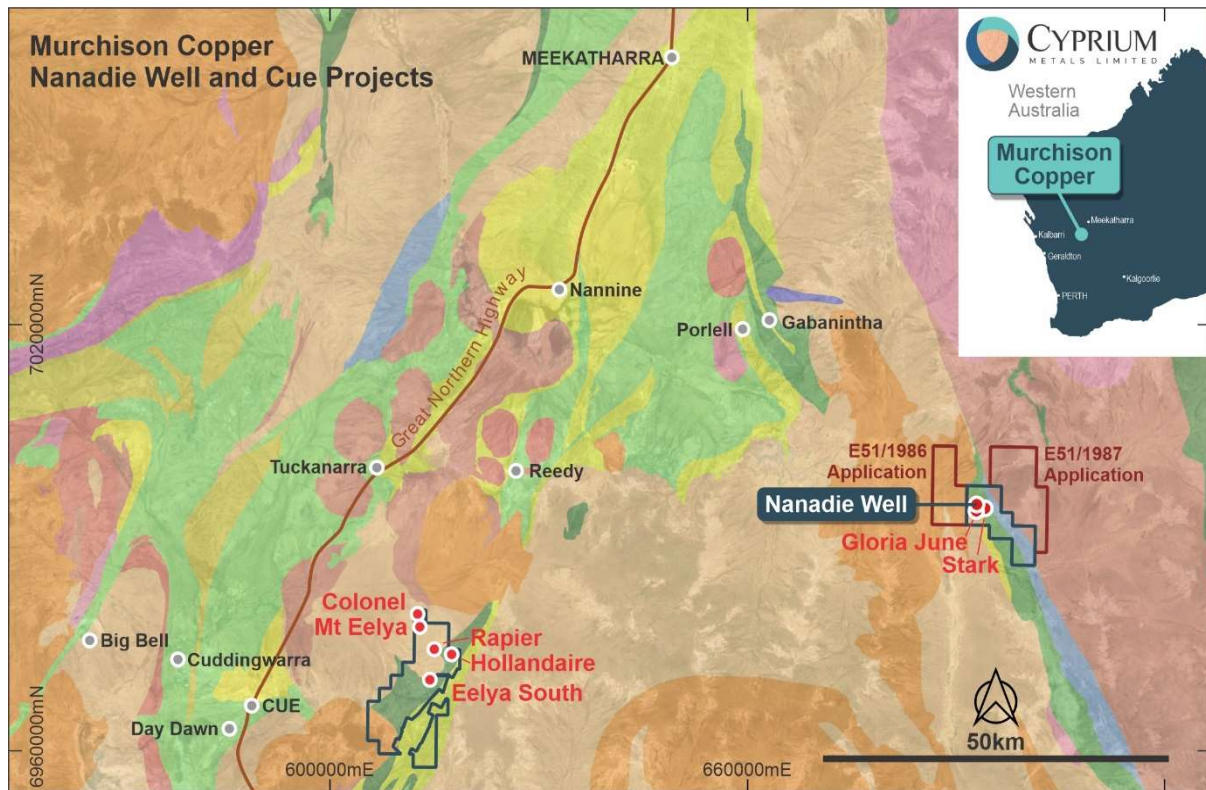 Murchison Copper
Nanadie Well and Cue Projects
MEEKATHARRA
CYPRIUM
METALS LIMITED
Western
Australia
Murchison
Copper
Meekatharra
Kalbarri
Geraldton
Kalgoorlie
PERTH
Great Northern Highway
Nannine
Porlell
Gabanintha
7020000mN
Tuckanarra
Reedy
E51/1986
Application
E51/1987
Application
Nanadie Well
Gloria June
Stark
Colonel
Mt Eelya
Rapier
Hollandaire
Eelya South
Big Bell
Cuddingwarra
CUE
Day Dawn
6960000mN
600000mE
660000mE
50km